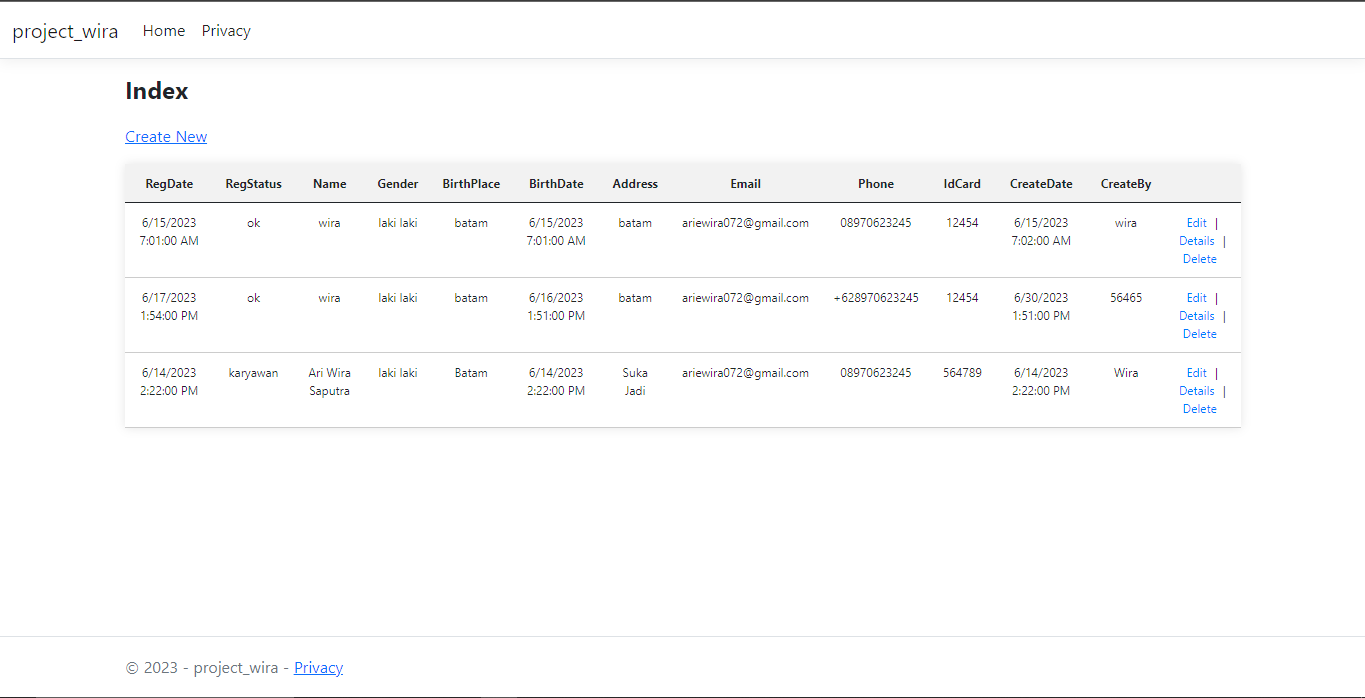 project_wira Home Privacy
Index
Create New
RegDate RegStatus Name Gender BirthPlace BirthDate Address Email Phone IdCard CreateDate CreateBy
6/15/2023 ok wira laki laki batam 6/15/2023 batam ariewira072@gmail.com 08970623245 12454 6/15/2023 wira Edit |
7:01:00 AM 7:01:00 AM 7:02:00 AM Details |
Delete
6/17/2023 ok wira laki laki batam 6/16/2023 batam ariewira072@gmail.com +628970623245 12454 6/30/2023 56465 Edit |
1:54:00 PM 1:51:00 PM 1:51:00 PM Details |
Delete
6/14/2023 karyawan Ari Wira laki laki Batam 6/14/2023 Suka ariewira072@gmail.com 08970623245 564789 6/14/2023 Wira Edit |
2:22:00 PM Saputra 2:22:00 PM Jadi 2:22:00 PM Details |
Delete
© 2023 - project_wira - Privacy